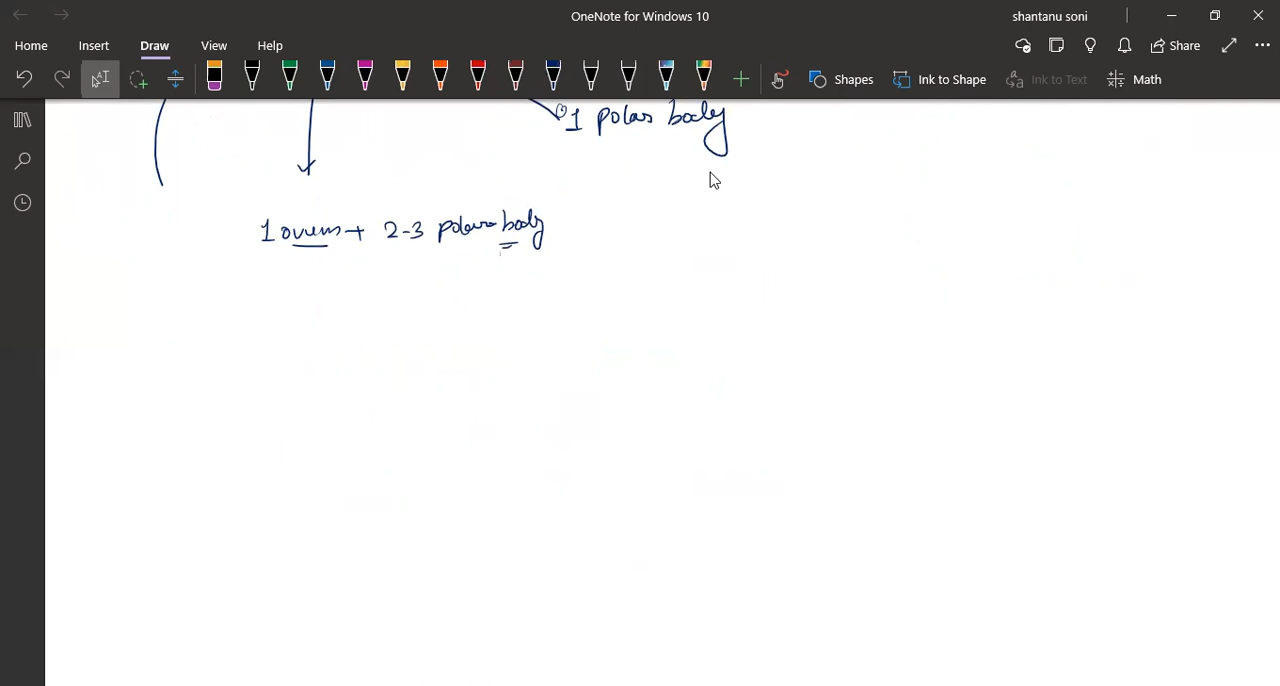 OneNote for Windows 10
shantanu soni
Home Insert Draw View Help
Share
Shapes Ink to Shape Ink to Text Math
1 polar body
1 ovum + 2-3 polar body